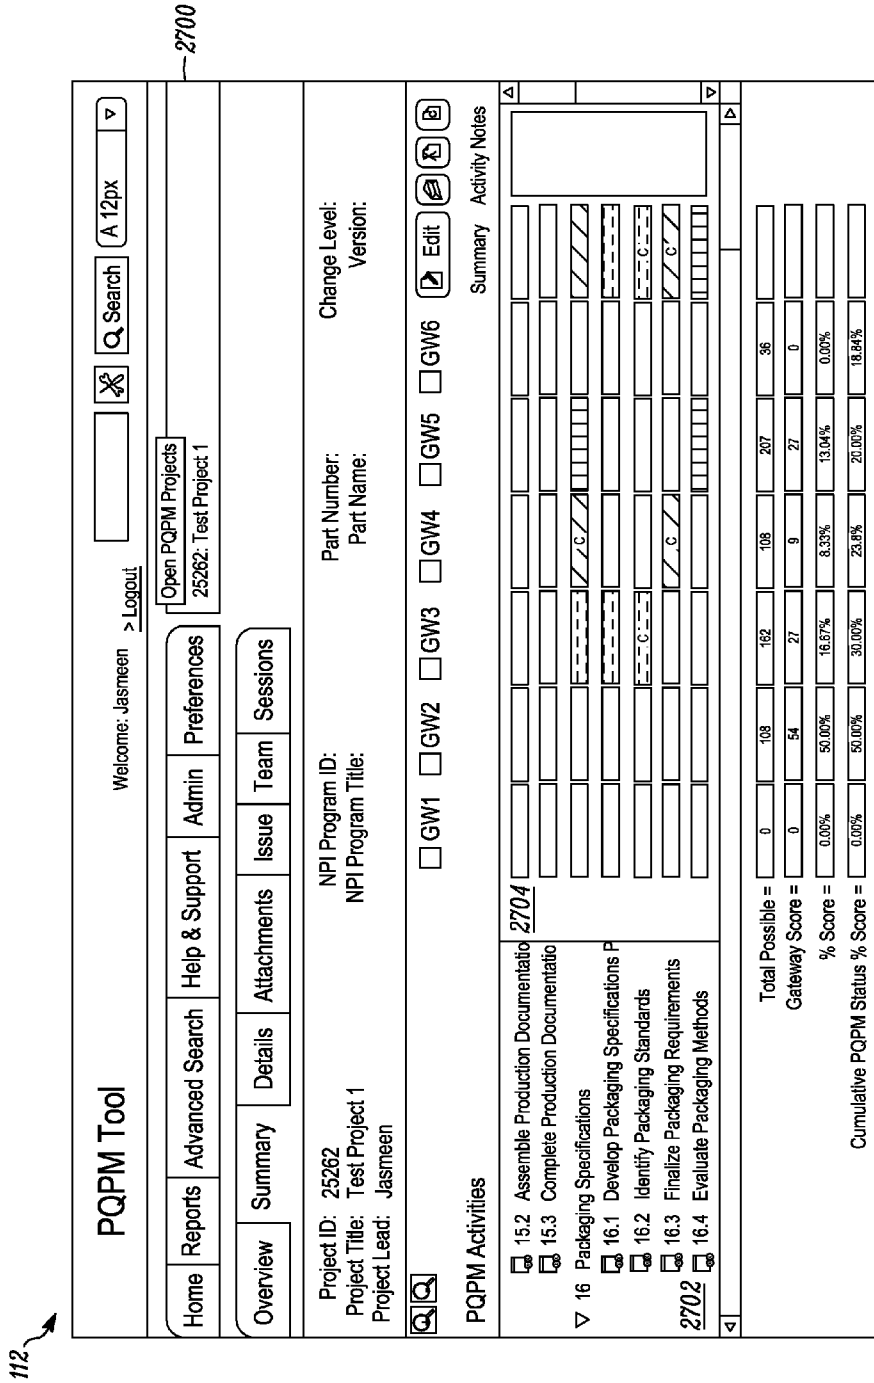 112
2700
PQPM Tool
Welcome: Jasmeen > Logout
Search A 12px
Home Reports Advanced Search Help & Support Admin Preferences
Open PQPM Projects
25262: Test Project 1
Overview Summary Details Attachments Issue Team Sessions
Project ID: 25262 NPI Program ID: Part Number: Change Level:
Project Title: Test Project 1 NPI Program Title: Part Name: Version:
Project Lead: Jasmeen
GW1 GW2 GW3 GW4 GW5 GW6 Edit
PQPM Activities Summary Activity Notes
15.2 Assemble Production Documentatio 2704
15.3 Complete Production Documentatio
16 Packaging Specifications C
16.1 Develop Packaging Specifications P
16.2 Identify Packaging Standards C C
16.3 Finalize Packaging Requirements C C
2702 16.4 Evaluate Packaging Methods
Total Possible = 0 108 162 108 207 36
Gateway Score = 0 54 27 9 27 0
% Score = 0.00% 50.00% 16.67% 8.33% 13.04% 0.00%
Cumulative PQPM Status % Score = 0.00% 50.00% 30.00% 23.8% 20.00% 18.84%